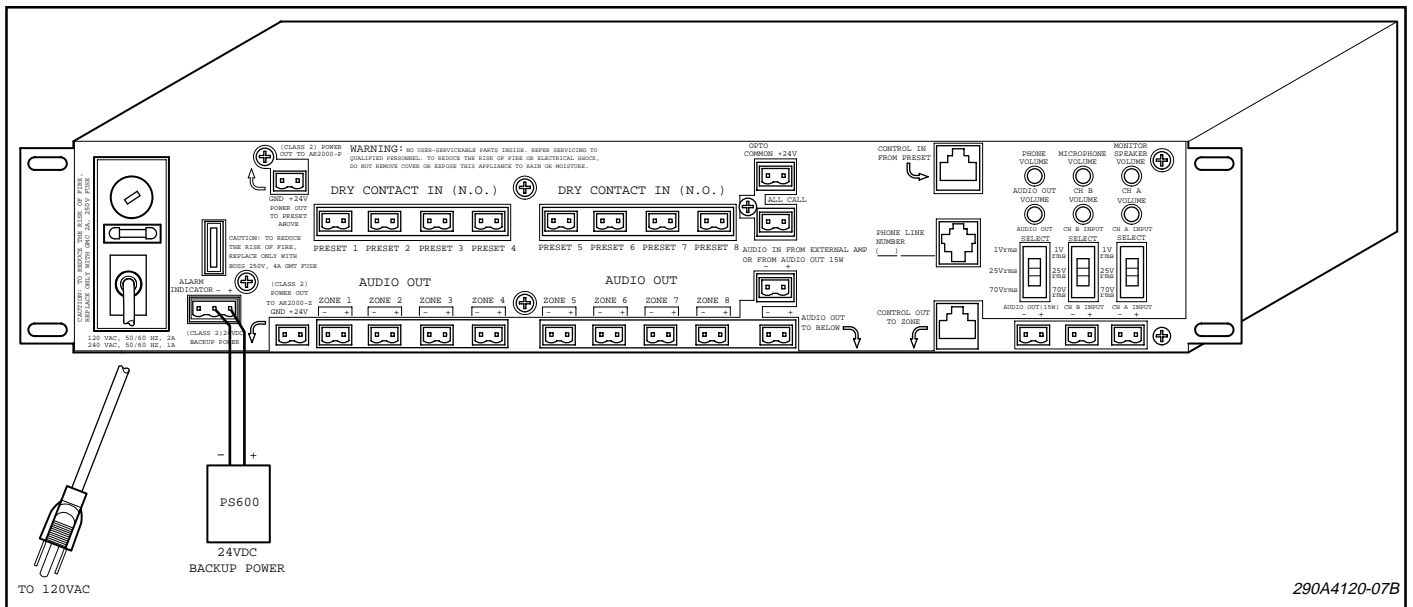 CAUTION: TO REDUCE THE RISK OF FIRE,
REPLACE ONLY WITH GMC 2A, 250V FUSE
120 VAC, 50/60 HZ, 2A
240 VAC, 50/60 HZ, 1A
(CLASS 2) POWER
OUT TO AR2000-P
GND +24V
POWER OUT
TO PRESET
ABOVE
WARNING: NO USER-SERVICEABLE PARTS INSIDE. REFER SERVICING TO
QUALIFIED PERSONNEL. TO REDUCE THE RISK OF FIRE OR ELECTRICAL SHOCK,
DO NOT REMOVE COVER OR EXPOSE THIS APPLIANCE TO RAIN OR MOISTURE.
DRY CONTACT IN (N.O.)
DRY CONTACT IN (N.O.)
PRESET 1 PRESET 2 PRESET 3 PRESET 4
PRESET 5 PRESET 6 PRESET 7 PRESET 8
OPTO
COMMON +24V
ALL CALL
AUDIO IN FROM EXTERNAL AMP
OR FROM AUDIO OUT 15W
- +
CAUTION: TO REDUCE
THE RISK OF FIRE,
REPLACE ONLY WITH
BUSS 250V, 4A GMT FUSE
ALARM
INDICATOR - +
(CLASS 2)24VDC
BACKUP POWER
(CLASS 2)
POWER OUT
TO AR2000-Z
GND +24V
AUDIO OUT
AUDIO OUT
ZONE 1 ZONE 2 ZONE 3 ZONE 4
- + - + - + - +
ZONE 5 ZONE 6 ZONE 7 ZONE 8
- + - + - + - +
- +
AUDIO OUT
TO BELOW
CONTROL IN
FROM PRESET
PHONE LINE
NUMBER
( )
CONTROL OUT
TO ZONE
PHONE
VOLUME
MICROPHONE
VOLUME
MONITOR
SPEAKER
VOLUME
AUDIO OUT
VOLUME
CH B
VOLUME
CH A
VOLUME
AUDIO OUT
SELECT
CH B INPUT
SELECT
CH A INPUT
SELECT
1Vrms
25Vrms
70Vrms
1V
rms
25V
rms
70V
rms
1V
rms
25V
rms
70V
rms
AUDIO OUT(15W) CH B INPUT CH A INPUT
- + - + - +
- +
PS600
24VDC
BACKUP POWER
TO 120VAC
290A4120-07B